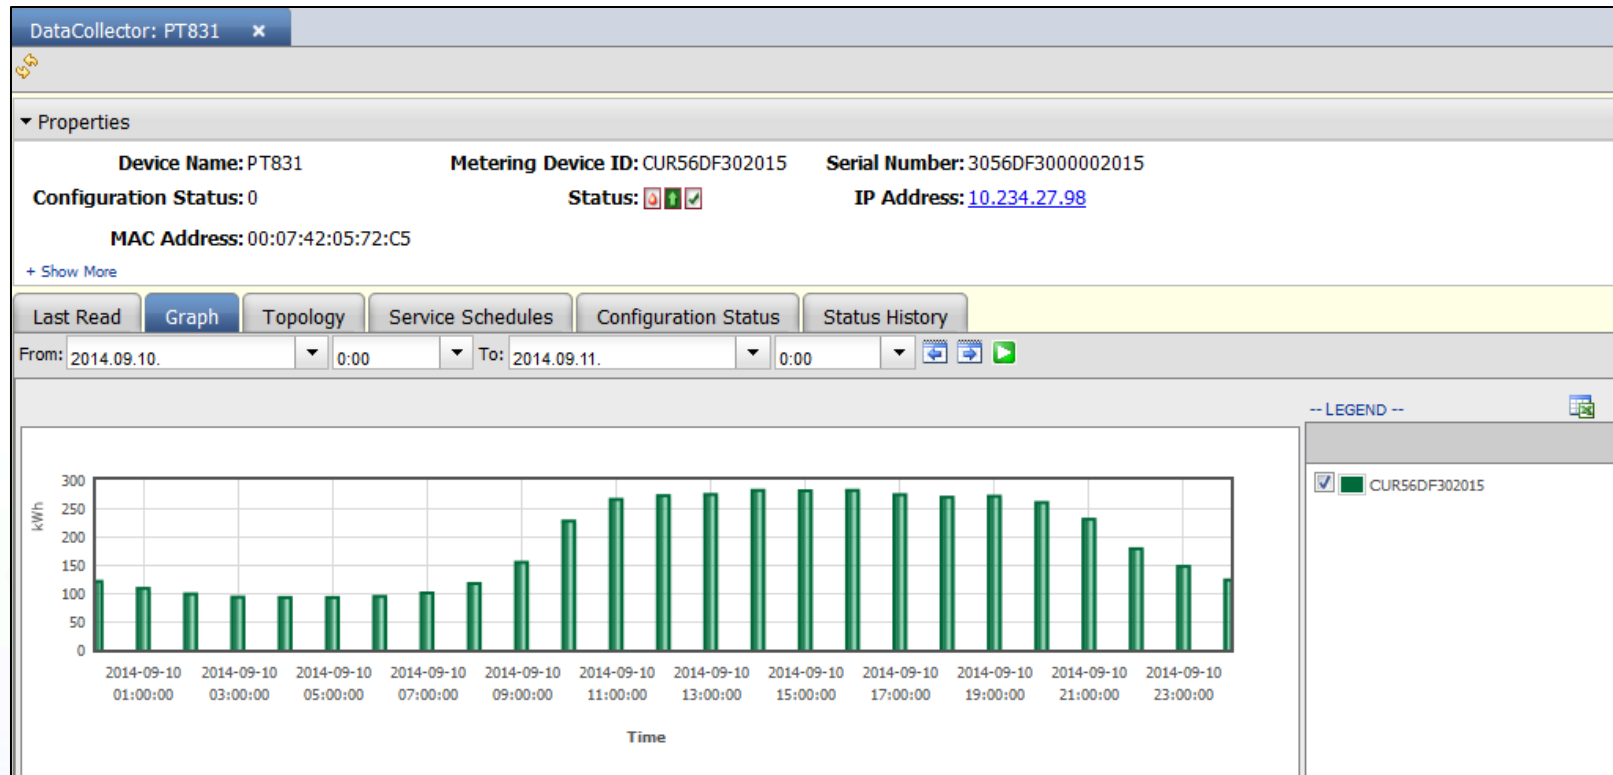 DataCollector: PT831 x
Properties
Device Name: PT831 Metering Device ID: CUR56DF302015 Serial Number: 3056DF3000002015
Configuration Status: 0 Status: IP Address: 10.234.27.98
MAC Address: 00:07:42:05:72:C5
+ Show More
Last Read Graph Topology Service Schedules Configuration Status Status History
From: 2014.09.10. 0:00 To: 2014.09.11. 0:00
-- LEGEND --
CUR56DF302015
kWh
300
250
200
150
100
50
0
2014-09-10 2014-09-10 2014-09-10 2014-09-10 2014-09-10 2014-09-10 2014-09-10 2014-09-10 2014-09-10 2014-09-10 2014-09-10 2014-09-10
01:00:00 03:00:00 05:00:00 07:00:00 09:00:00 11:00:00 13:00:00 15:00:00 17:00:00 19:00:00 21:00:00 23:00:00
Time